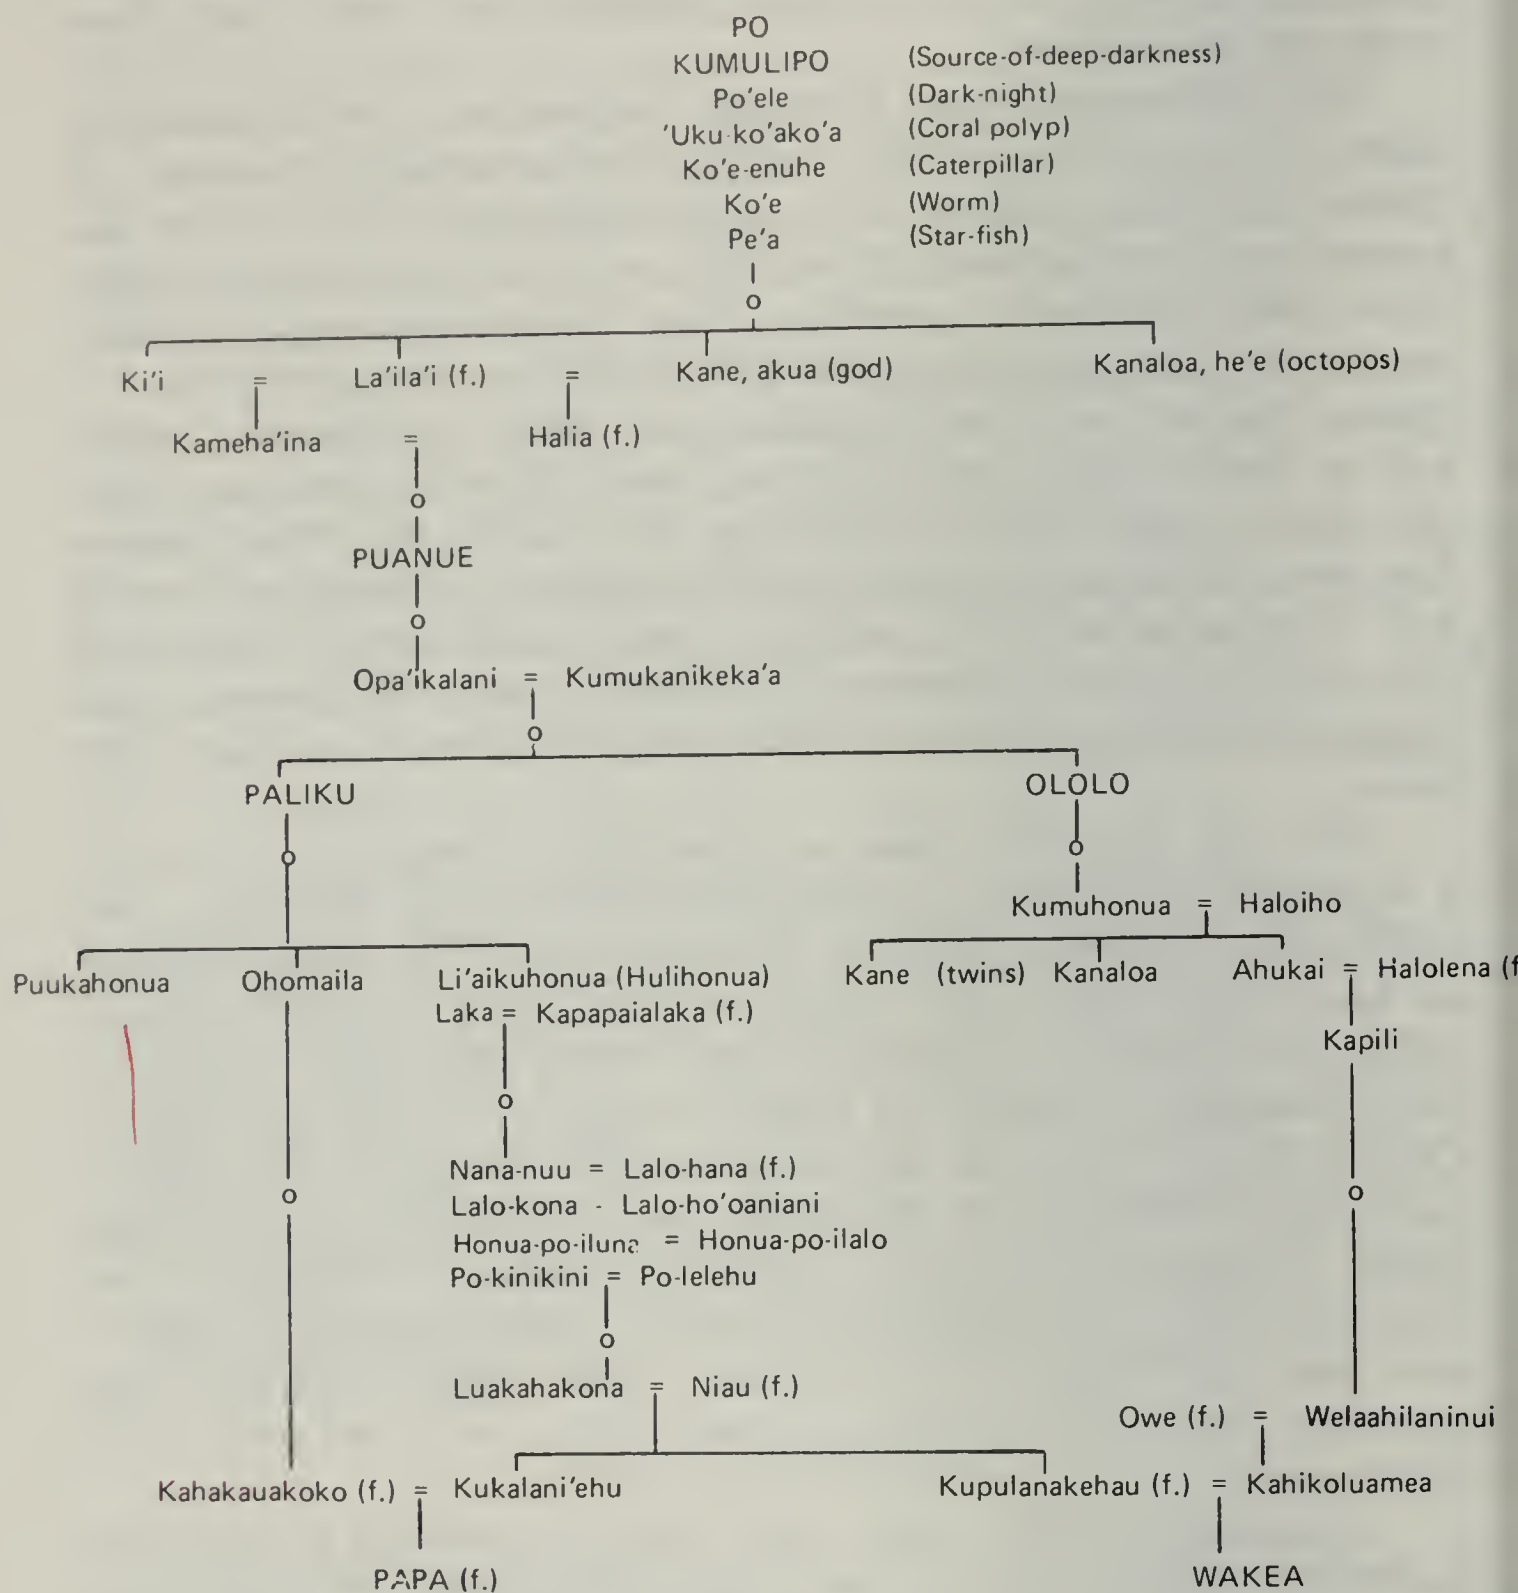 PO
KUMULIPO (Source-of-deep-darkness)
Po'ele (Dark-night)
'Uku-ko'ako'a (Coral polyp)
Ko'e-enuhe (Caterpillar)
Ko'e (Worm)
Pe'a (Star-fish)
o
Ki'i = La'ila'i (f.) = Kane, akua (god) Kanaloa, he'e (octopos)
Kameha'ina = Halia (f.)
o
PUANUE
o
Opa'ikalani = Kumukanikeka'a
o
PALIKU OLOLO
o o
Kumuhonua = Haloiho
Puukahonua Ohomaila Li'aikuhonua (Hulihonua) Kane (twins) Kanaloa Ahukai = Halolena (f
Laka = Kapapaialaka (f.)
Kapili
o
Nana-nuu = Lalo-hana (f.)
o o
Lalo-kona - Lalo-ho'oaniani
Honua-po-iluna = Honua-po-ilalo
Po-kinikini = Po-lelehu
o
Luakahakona = Niau (f.)
Owe (f.) = Welaahilaninui
Kahakauakoko (f.) = Kukalani'ehu Kupulanakehau (f.) = Kahikoluamea
PAPA (f.) WAKEA